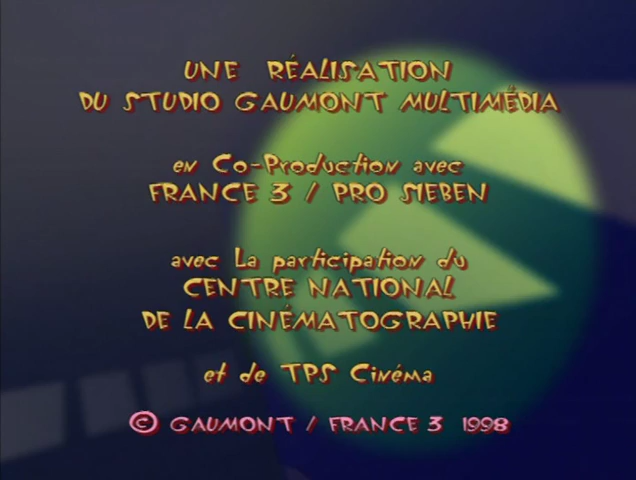 UNE RÉALISATION
DU STUDIO GAUMONT MULTIMÉDIA
en Co-Production avec
FRANCE 3 / PRO SIEBEN
avec La participation du
CENTRE NATIONAL
DE LA CINÉMATOGRAPHIE
et de TPS Cinéma
© GAUMONT / FRANCE 3 1998